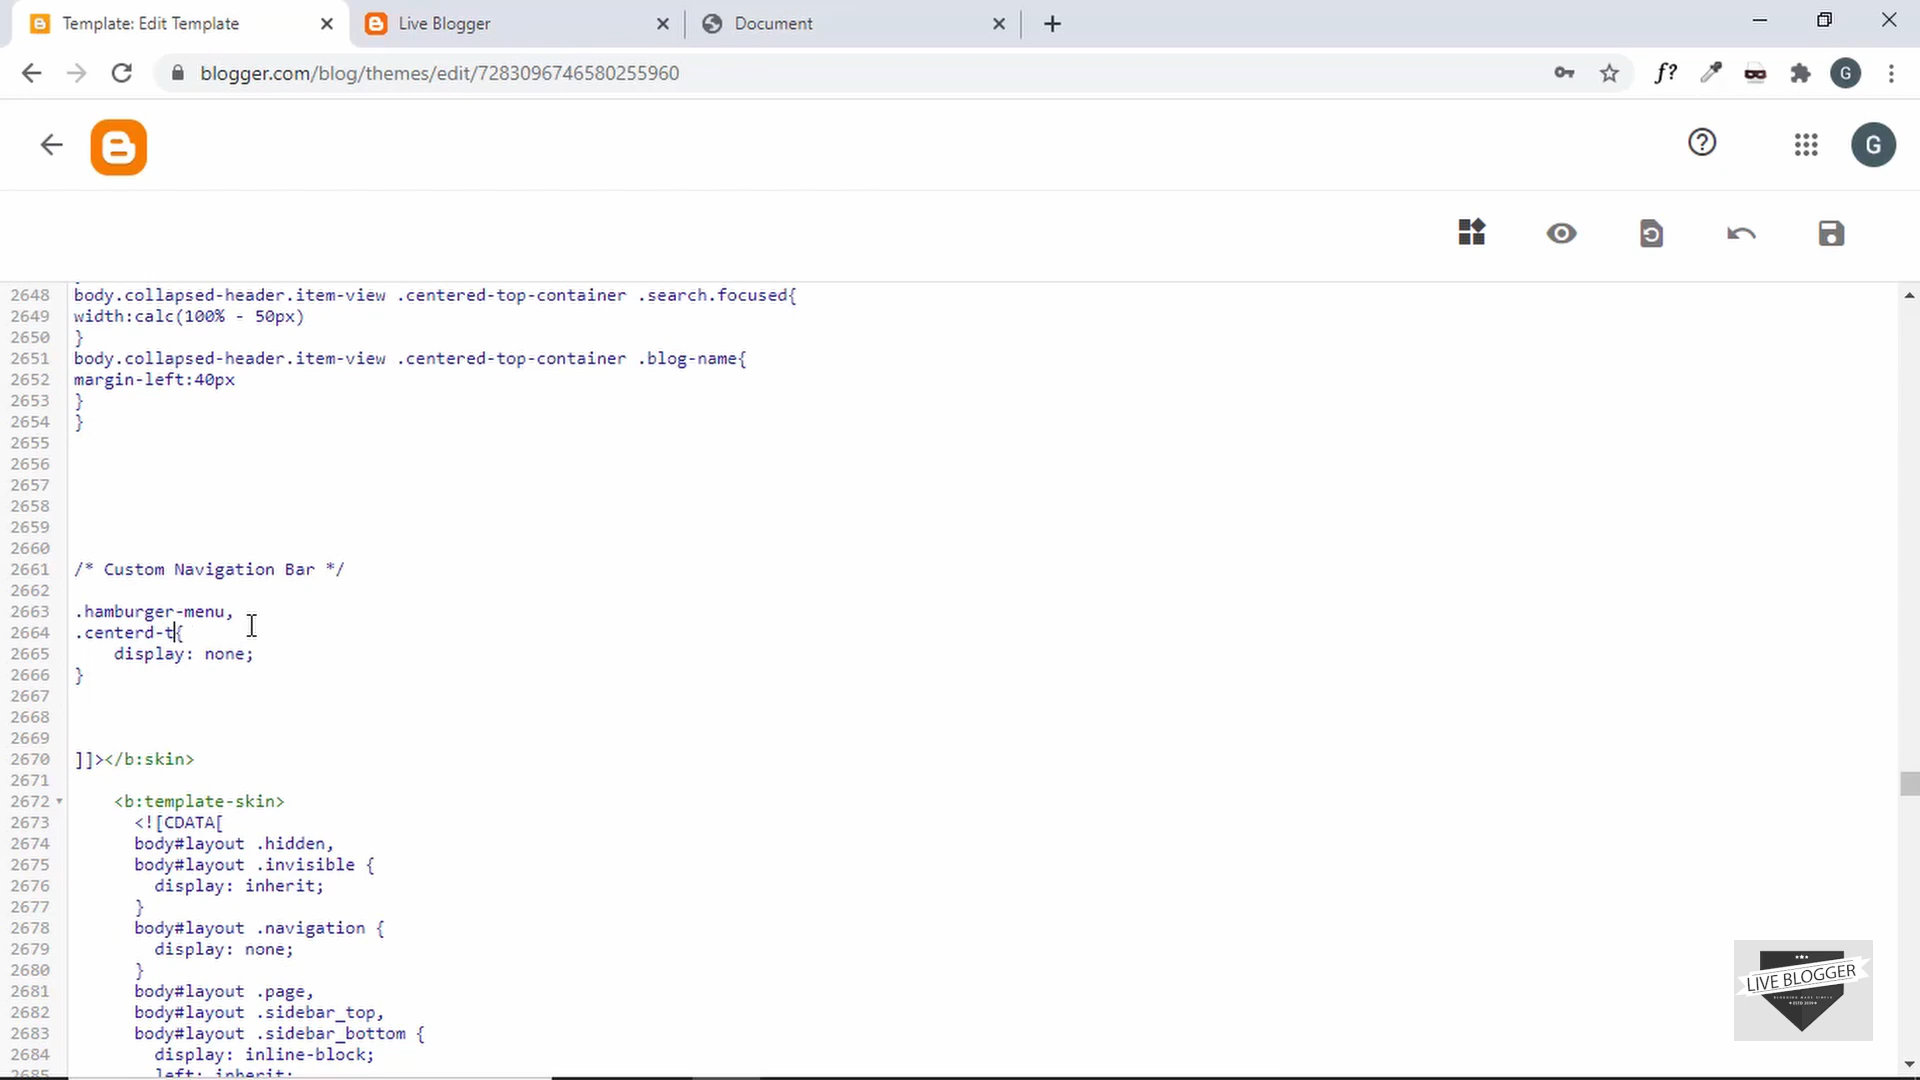 Template: Edit Template
Live Blogger
Document
blogger.com/blog/themes/edit/7283096746580255960
f?
G
G
2648 body.collapsed-header.item-view .centered-top-container .search.focused{
2649 width:calc(100% - 50px)
2650 }
2651 body.collapsed-header.item-view .centered-top-container .blog-name{
2652 margin-left:40px
2653 }
2654 }
2655
2656
2657
2658
2659
2660
2661 /* Custom Navigation Bar */
2662
2663 .hamburger-menu,
2664 .centerd-t{
2665 display: none;
2666 }
2667
2668
2669
2670 ]]></b:skin>
2671
2672 <b:template-skin>
2673 <![CDATA[
2674 body#layout .hidden,
2675 body#layout .invisible {
2676 display: inherit;
2677 }
2678 body#layout .navigation {
2679 display: none;
2680 }
2681 body#layout .page,
2682 body#layout .sidebar_top,
2683 body#layout .sidebar_bottom {
2684 display: inline-block;
2685 left: inherit;
LIVE BLOGGER